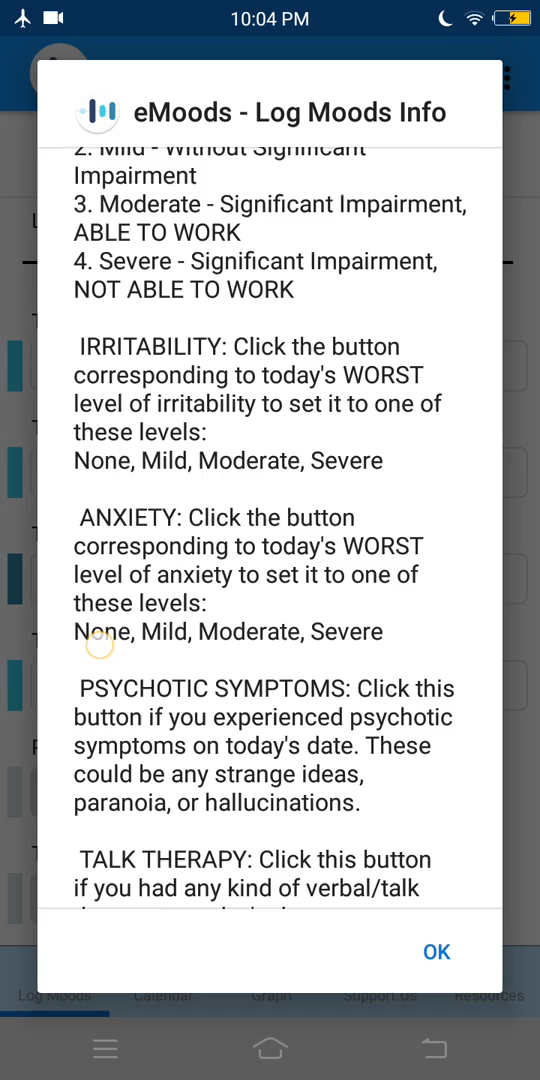 10:04 PM
eMoods - Log Moods Info
2. Mild - Without Significant
Impairment
3. Moderate - Significant Impairment,
ABLE TO WORK
4. Severe - Significant Impairment,
NOT ABLE TO WORK
IRRITABILITY: Click the button
corresponding to today's WORST
level of irritability to set it to one of
these levels:
None, Mild, Moderate, Severe
ANXIETY: Click the button
corresponding to today's WORST
level of anxiety to set it to one of
these levels:
None, Mild, Moderate, Severe
PSYCHOTIC SYMPTOMS: Click this
button if you experienced psychotic
symptoms on today's date. These
could be any strange ideas,
paranoia, or hallucinations.
TALK THERAPY: Click this button
if you had any kind of verbal/talk
OK
Log Moods
Calendar
Graph
Support Us
Resources